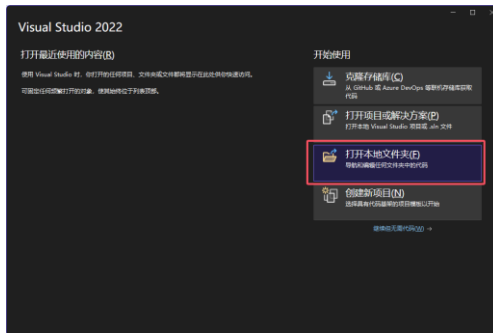 Visual Studio 2022
打开最近使用的内容(R)
使用 Visual Studio 时，你打开的任何项目、文件夹或文件都将显示在此处供你快速访问。
可固定任何频繁打开的对象，使其始终位于列表顶部。
开始使用
克隆存储库(C)
从 GitHub 或 Azure DevOps 等联机存储库获取
代码
打开项目或解决方案(P)
打开本地 Visual Studio 项目或 .sln 文件
打开本地文件夹(F)
导航和编辑任何文件夹中的代码
创建新项目(N)
选择具有代码基架的项目模板以开始
继续但无需代码(W) →